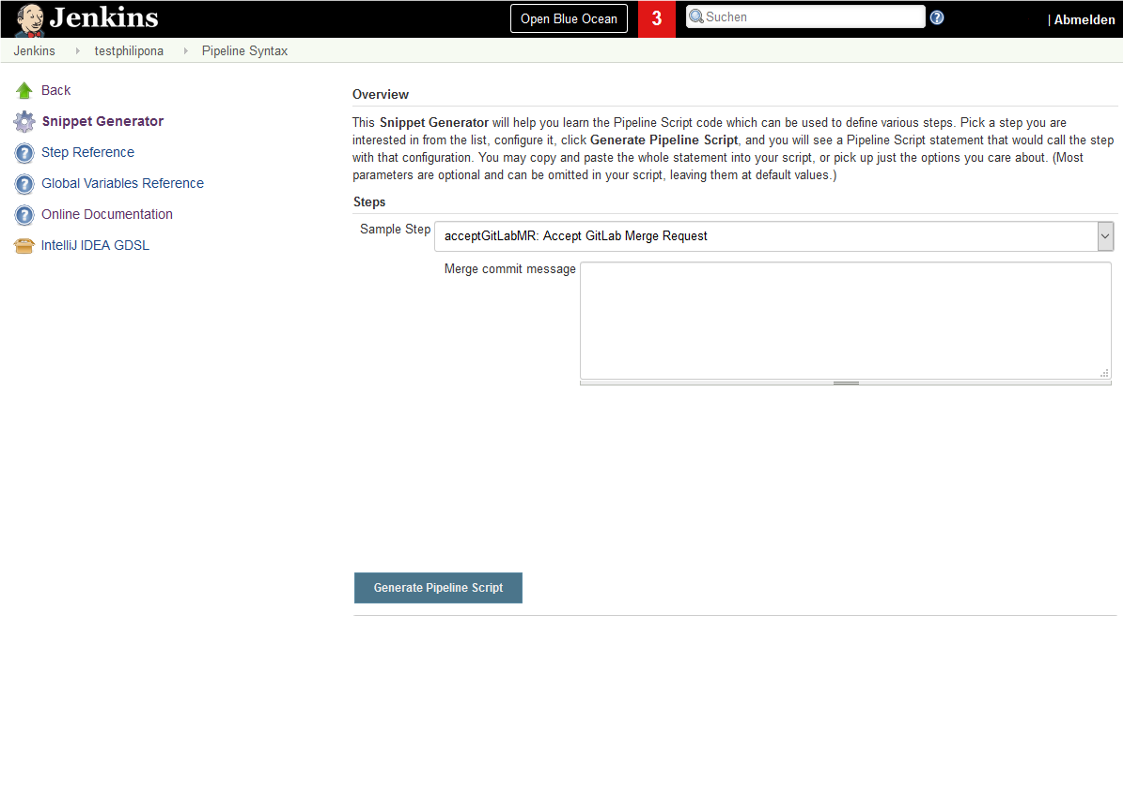 Jenkins
Open Blue Ocean
3
Suchen
?
| Abmelden
Jenkins
testphilipona
Pipeline Syntax
Back
Snippet Generator
? Step Reference
? Global Variables Reference
? Online Documentation
IntelliJ IDEA GDSL
Overview
This Snippet Generator will help you learn the Pipeline Script code which can be used to define various steps. Pick a step you are
interested in from the list, configure it, click Generate Pipeline Script, and you will see a Pipeline Script statement that would call the step
with that configuration. You may copy and paste the whole statement into your script, or pick up just the options you care about. (Most
parameters are optional and can be omitted in your script, leaving them at default values.)
Steps
Sample Step
acceptGitLabMR: Accept GitLab Merge Request
Merge commit message
Generate Pipeline Script